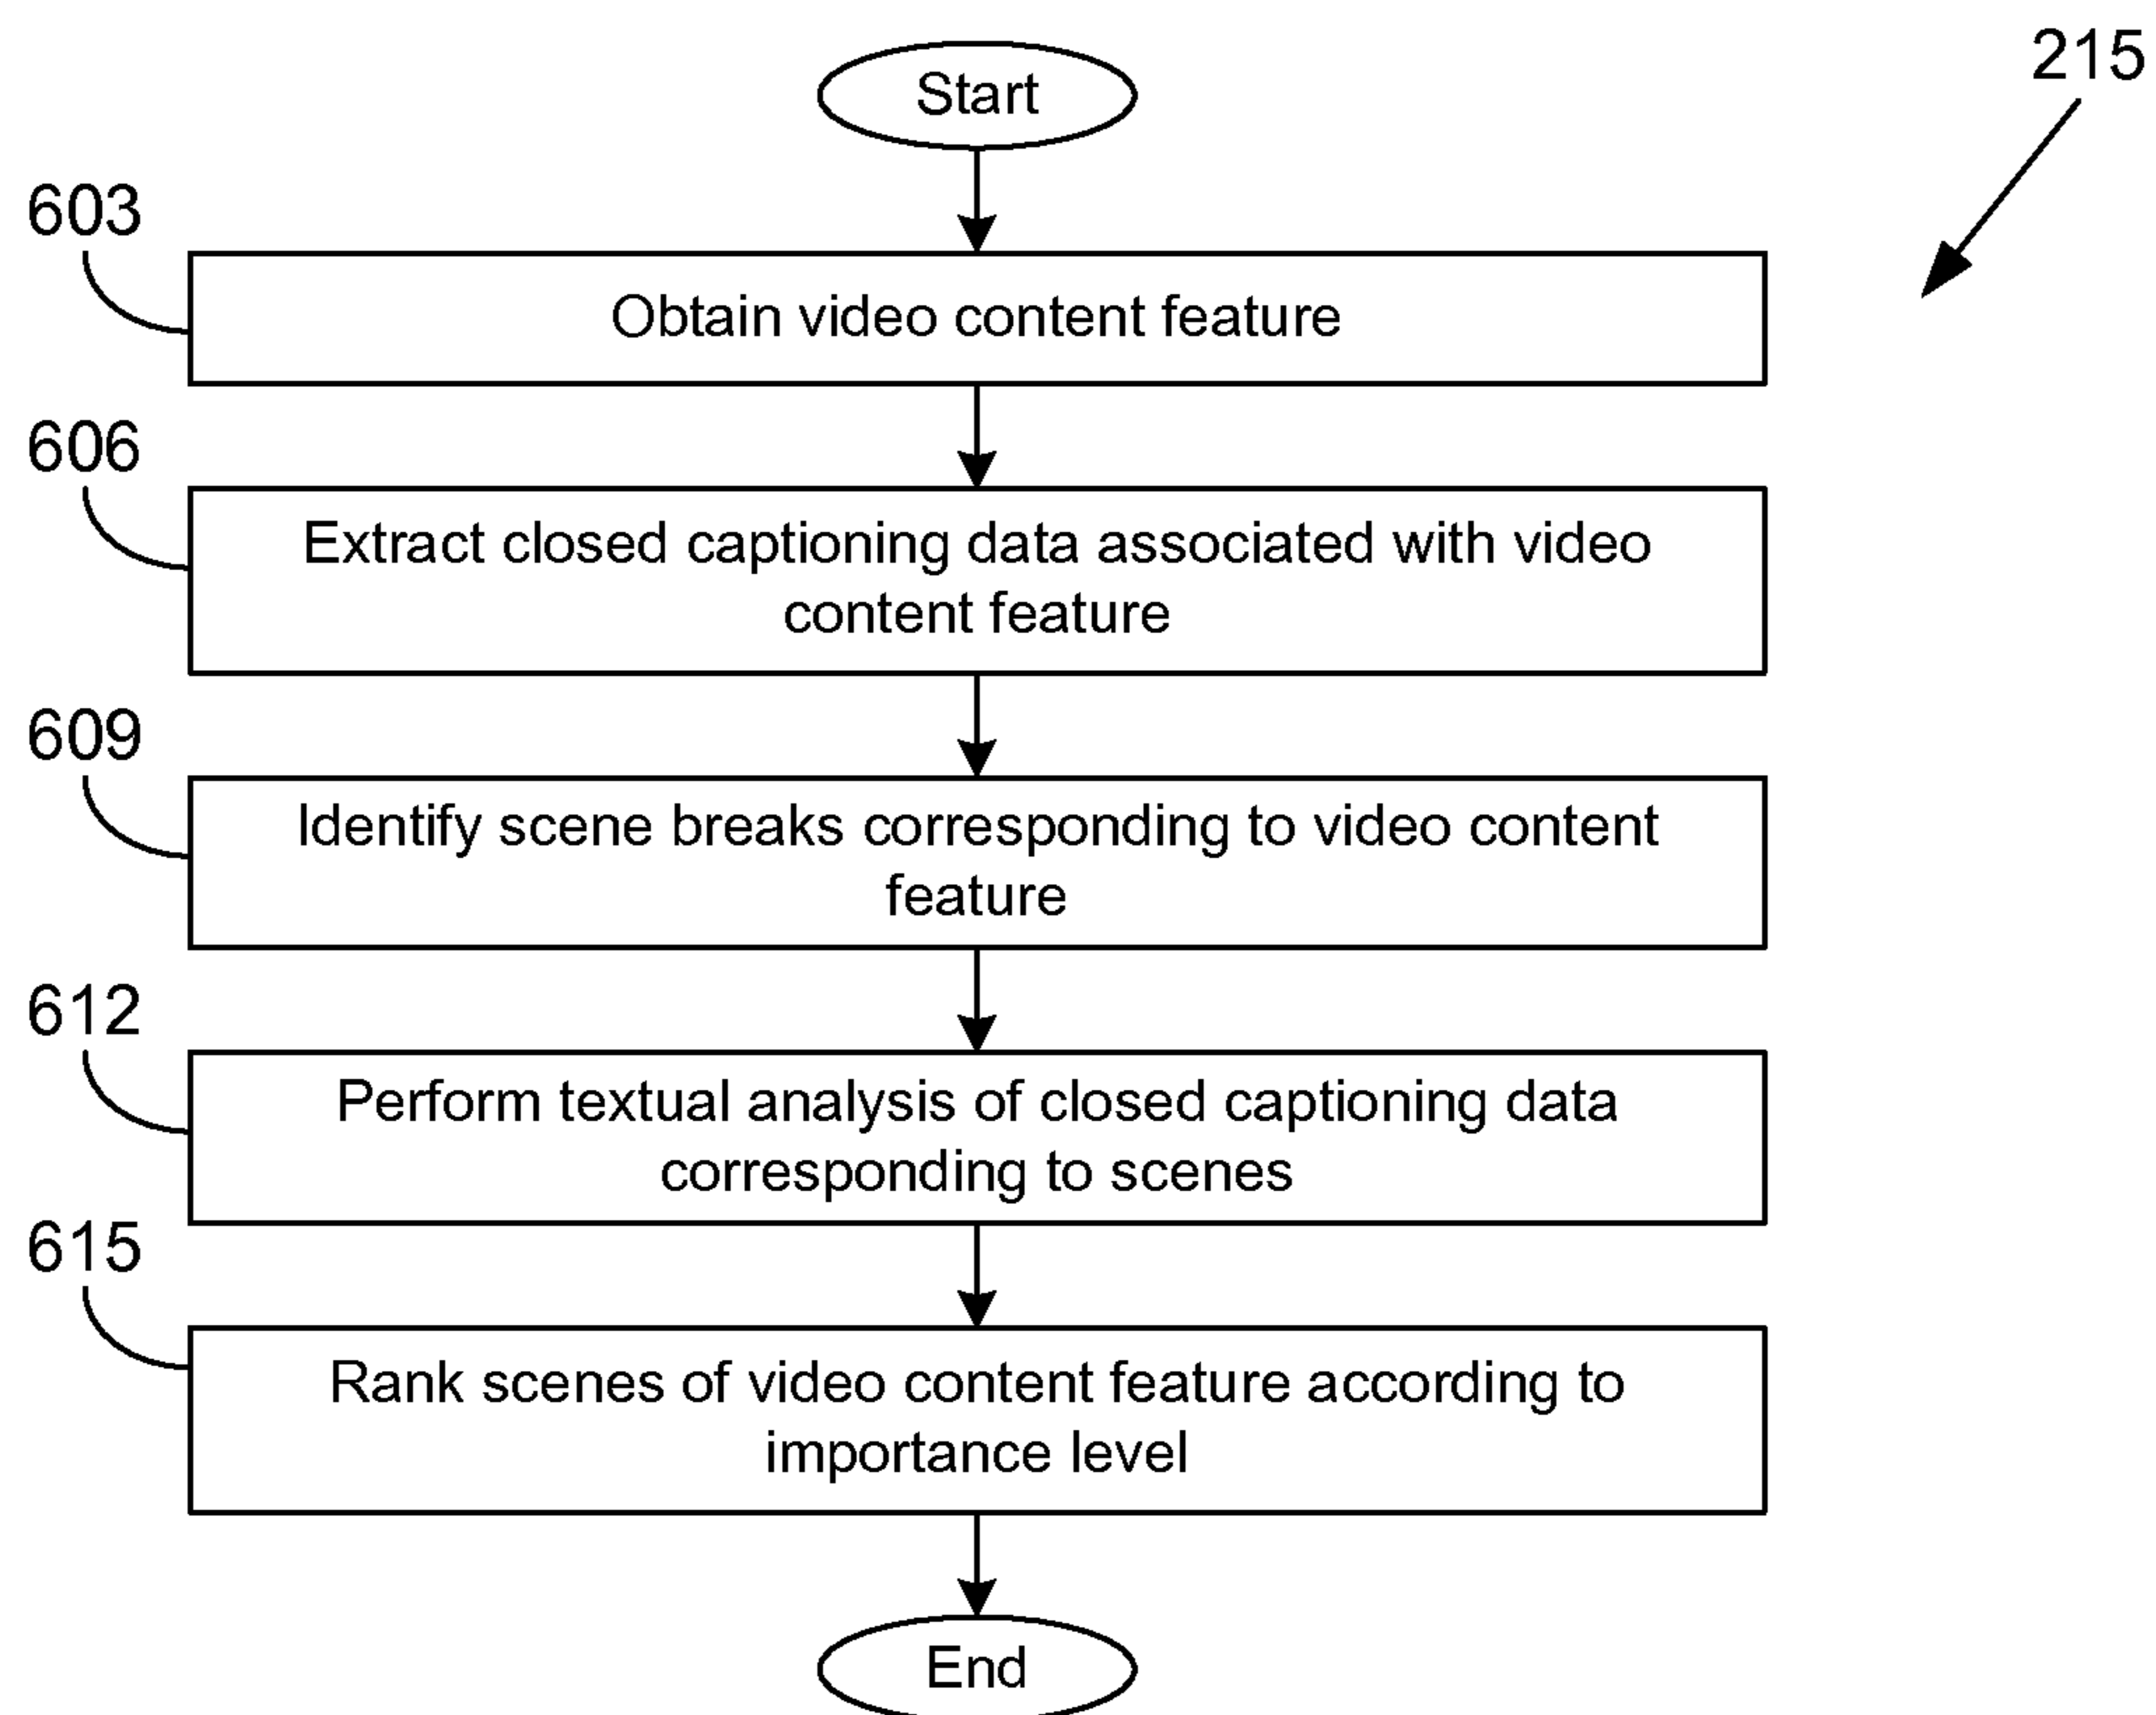 215
Start
603
Obtain video content feature
606
Extract closed captioning data associated with video
content feature
609
Identify scene breaks corresponding to video content
feature
612
Perform textual analysis of closed captioning data
corresponding to scenes
615
Rank scenes of video content feature according to
importance level
End